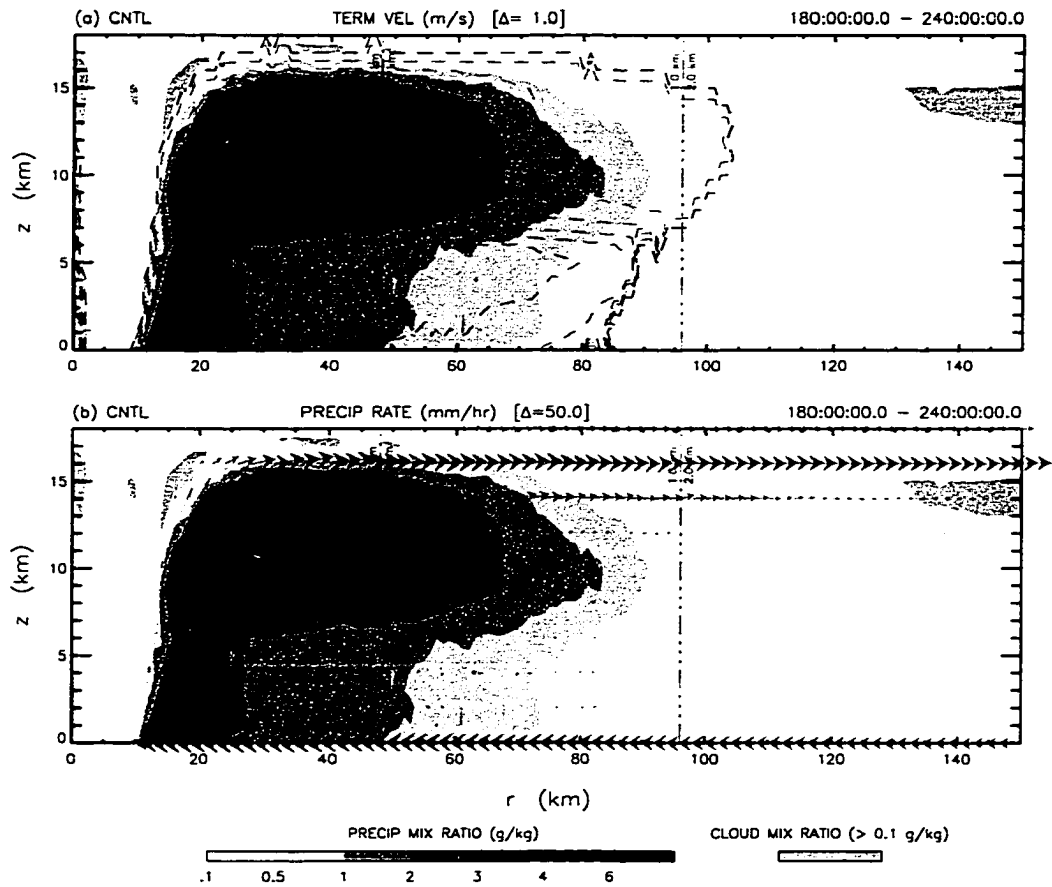 (a) CNTL TERM VEL (m/s) [Δ= 1.0] 180:00:00.0 – 240:00:00.0
z (km)
15
10
5
0
0 20 40 60 80 100 120 140
(b) CNTL PRECIP RATE (mm/hr) [Δ=50.0] 180:00:00.0 – 240:00:00.0
z (km)
15
10
5
0
0 20 40 60 80 100 120 140
r (km)
PRECIP MIX RATIO (g/kg) CLOUD MIX RATIO (> 0.1 g/kg)
.1 0.5 1 2 3 4 6